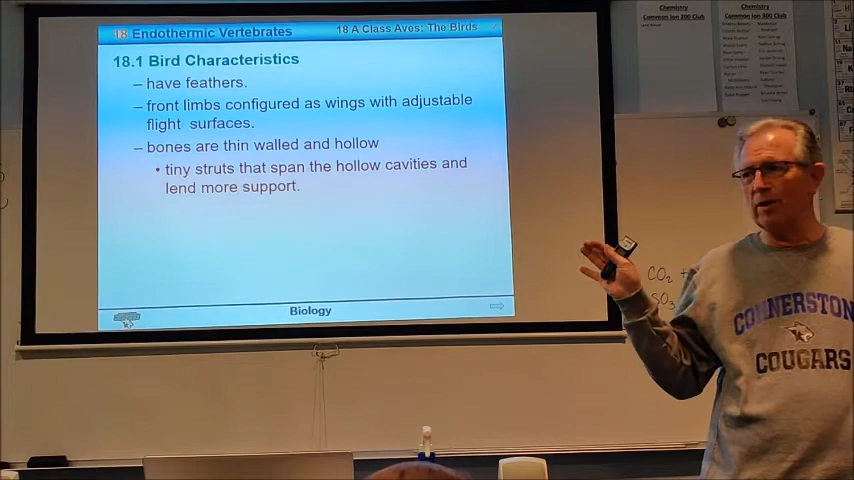 18 Endothermic Vertebrates
18 A Class Aves: The Birds
18.1 Bird Characteristics
– have feathers.
– front limbs configured as wings with adjustable
flight surfaces.
– bones are thin walled and hollow
• tiny struts that span the hollow cavities and
lend more support.
Biology
Chemistry
Common Ion 200 Club
Chemistry
Common Ion 300 Club
CO₂ +
SO₃
CORNERSTON
COUGARS